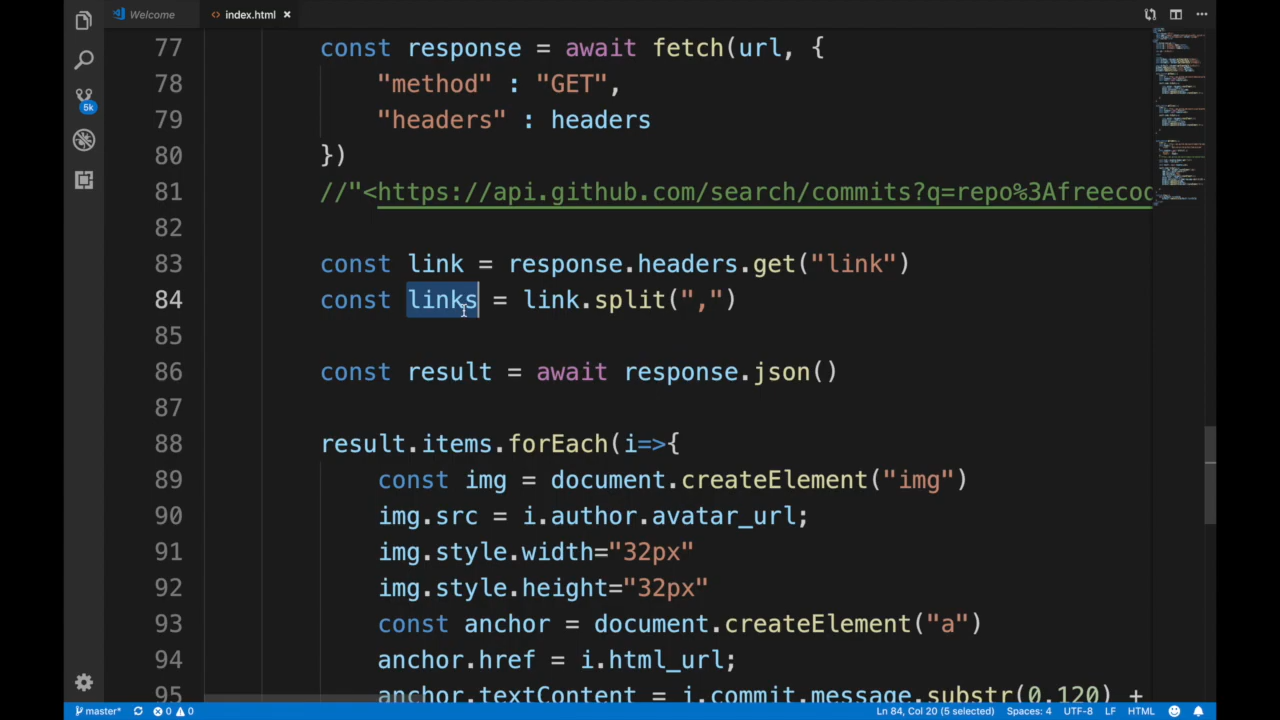 Welcome
<> index.html ×
5k
77 const response = await fetch(url, {
78 "method" : "GET",
79 "headers" : headers
80 })
81 //"<https://api.github.com/search/commits?q=repo%3Afreecoc
82
83 const link = response.headers.get("link")
84 const links = link.split(",")
85
86 const result = await response.json()
87
88 result.items.forEach(i=>{
89 const img = document.createElement("img")
90 img.src = i.author.avatar_url;
91 img.style.width="32px"
92 img.style.height="32px"
93 const anchor = document.createElement("a")
94 anchor.href = i.html_url;
95 anchor.textContent = i.commit.message.substr(0,120) +
master* 0 0 Ln 84, Col 20 (5 selected) Spaces: 4 UTF-8 LF HTML